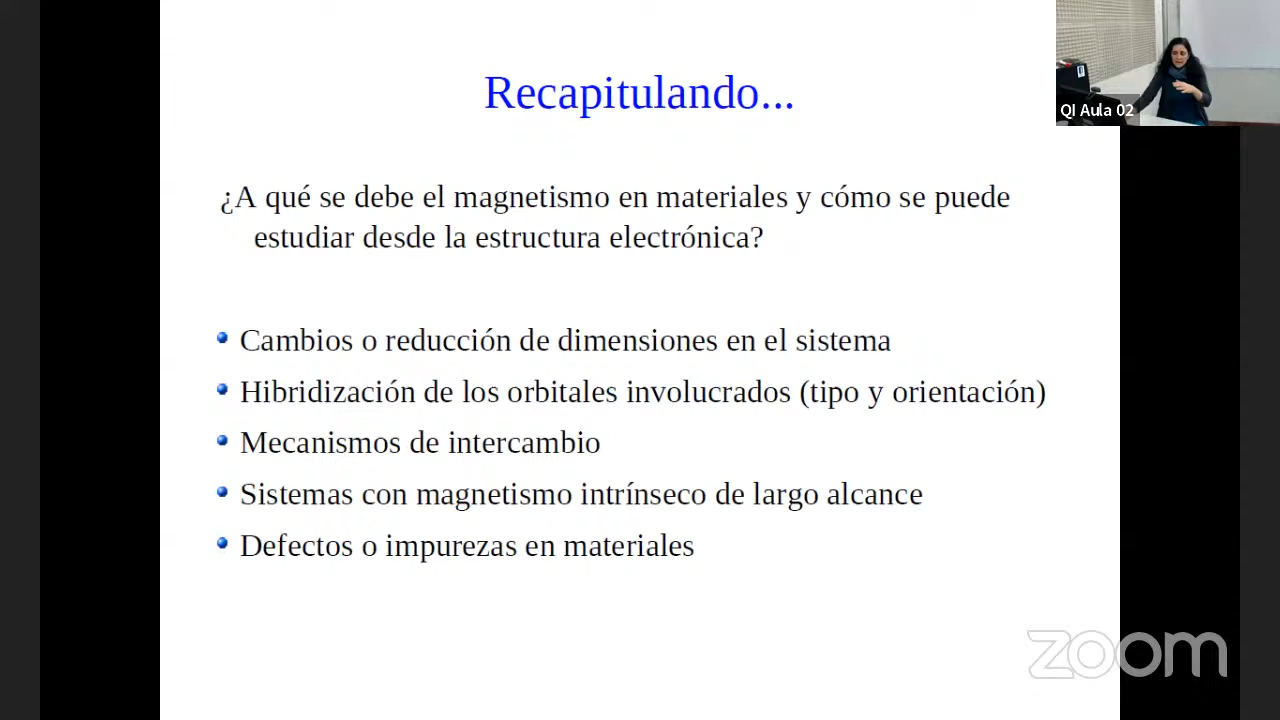 Recapitulando...
QI Aula 02
¿A qué se debe el magnetismo en materiales y cómo se puede
estudiar desde la estructura electrónica?
Cambios o reducción de dimensiones en el sistema
Hibridización de los orbitales involucrados (tipo y orientación)
Mecanismos de intercambio
Sistemas con magnetismo intrínseco de largo alcance
Defectos o impurezas en materiales
zoom